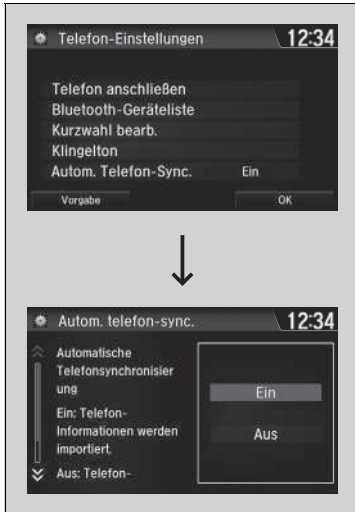 Telefon-Einstellungen 12:34
Telefon anschließen
Bluetooth-Geräteliste
Kurzwahl bearb.
Klingelton
Autom. Telefon-Sync. Ein
Vorgabe OK
Autom. telefon-sync. 12:34
Automatische
Telefonsynchronisier
ung
Ein: Telefon-
Informationen werden
importiert.
Aus: Telefon-
Ein
Aus